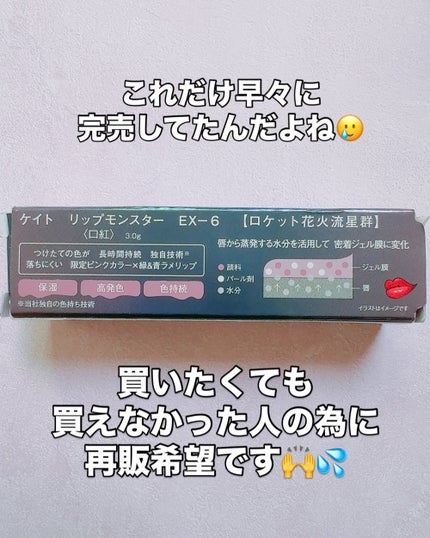 これだけ早々に
完売してたんだよね🥲
ケイト リップモンスター EX-6 【ロケット花火流星群】
〈口紅〉 3.0g
唇から蒸発する水分を活用して 密着ジェル膜に変化
つけたての色が 長時間持続 独自技術※
落ちにくい 限定ピンクカラー×緑&青ラメリップ
顔料
パール剤
水分
ジェル膜
唇
保湿
高発色
色持続
※当社独自の色持ち技術
イラストはイメージです
買いたくても
買えなかった人の為に
再販希望です🙌💦